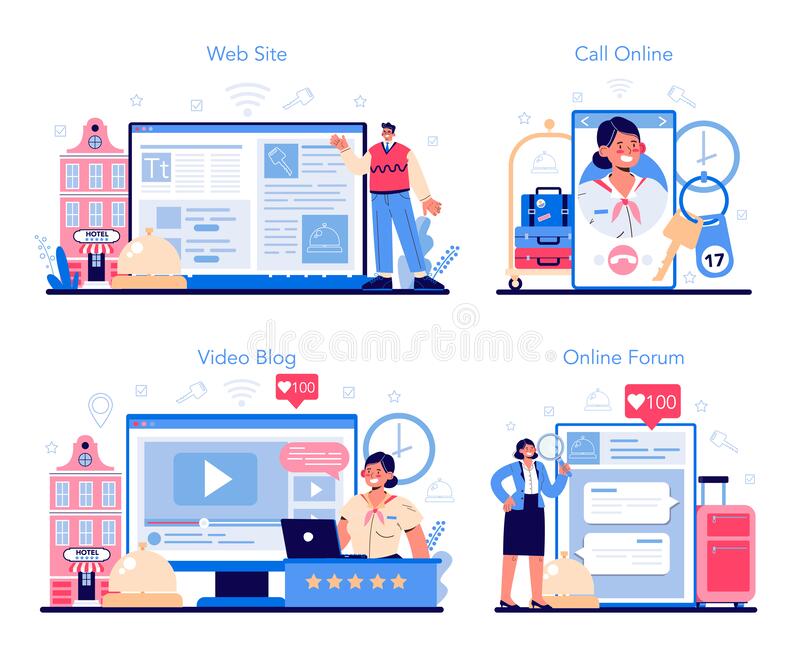 Web Site
Tt
HOTEL
Call Online
17
dreamstime
Video Blog
100
HOTEL
Online Forum
100